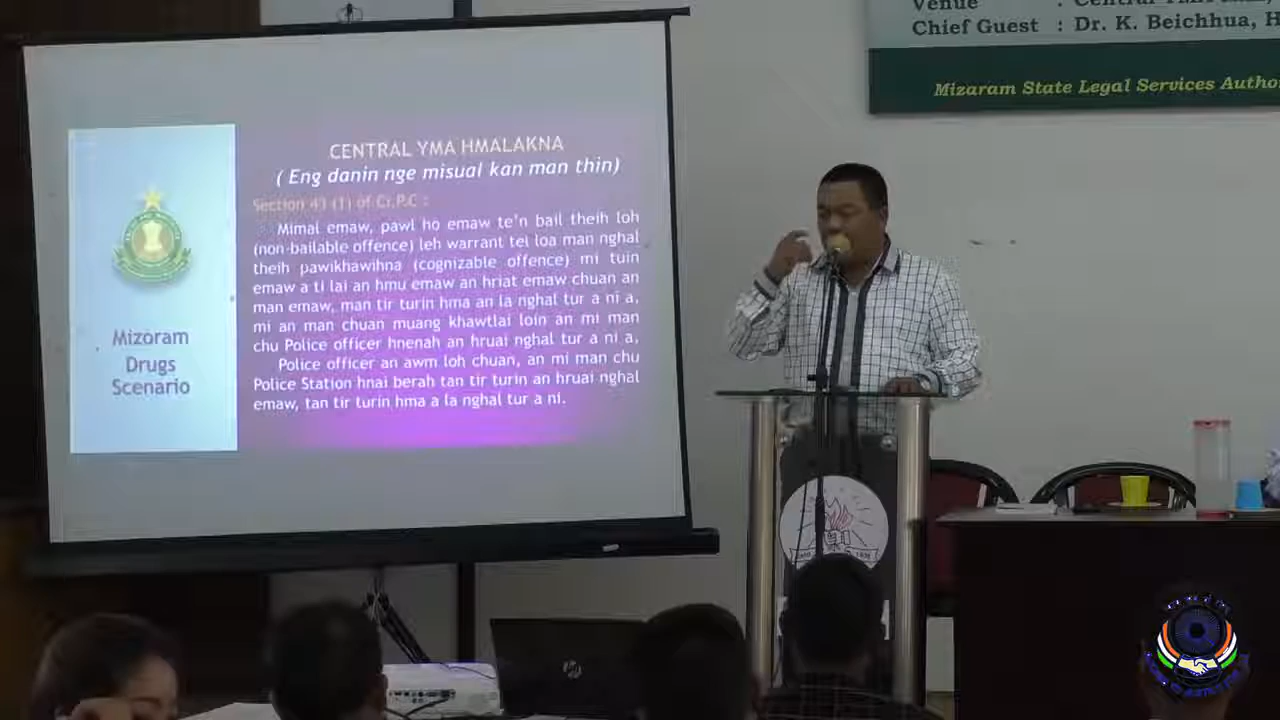 Venue :
Chief Guest : Dr. K. Beichhua, H
Mizaram State Legal Services Autho
CENTRAL YMA HMALAKNA
( Eng danin nge misual kan man thin)
Section 43 (1) of Cr.P.C :
Mimal emaw, pawl ho emaw te’n bail theih loh
(non-bailable offence) leh warrant tel loa man nghal
theih pawikhawihna (cognizable offence) mi tuin
emaw a ti lai an hmu emaw an hriat emaw chuan an
man emaw, man tir turin hma an la nghal tur a ni a,
mi an man chuan muang khawtlai loin an mi man
chu Police officer hnenah an hruai nghal tur a ni a,
Police officer an awm loh chuan, an mi man chu
Police Station hnai berah tan tir turin an hruai nghal
emaw, tan tir turin hma a la nghal tur a ni.
Mizoram
Drugs
Scenario
hp